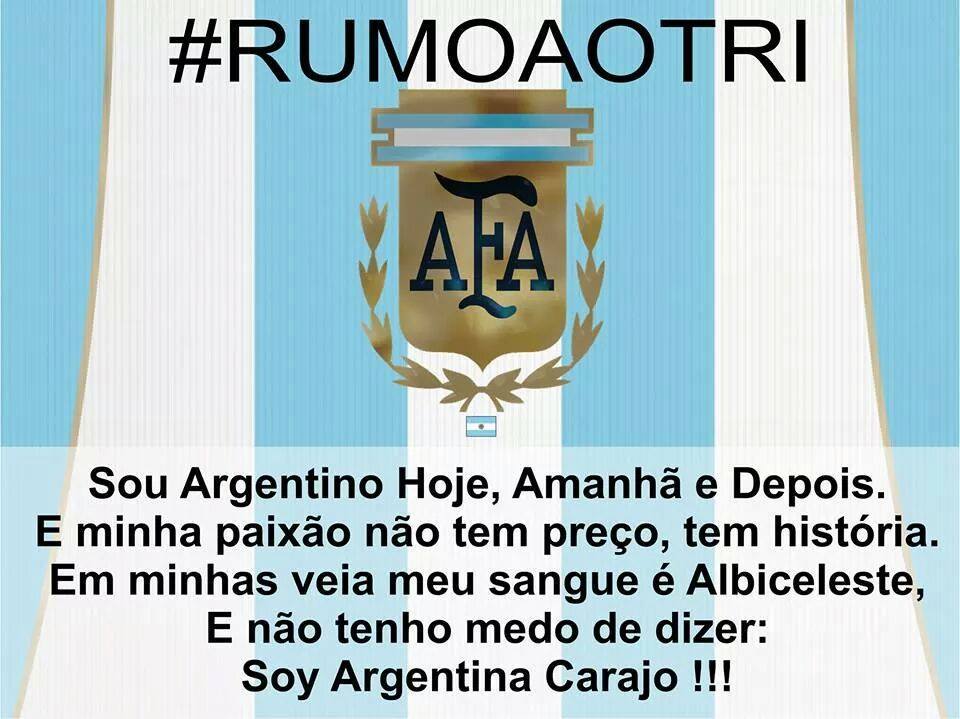 #RUMOAOTRI
AFA
Sou Argentino Hoje, Amanhã e Depois.
E minha paixão não tem preço, tem história.
Em minhas veia meu sangue é Albiceleste,
E não tenho medo de dizer:
Soy Argentina Carajo !!!